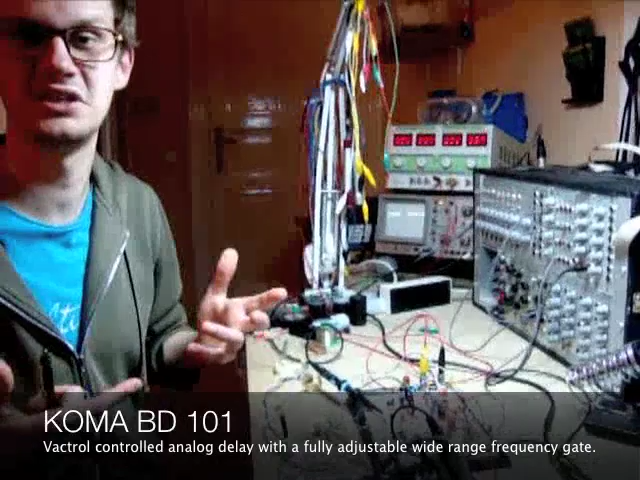 KOMA BD 101
Vactrol controlled analog delay with a fully adjustable wide range frequency gate.